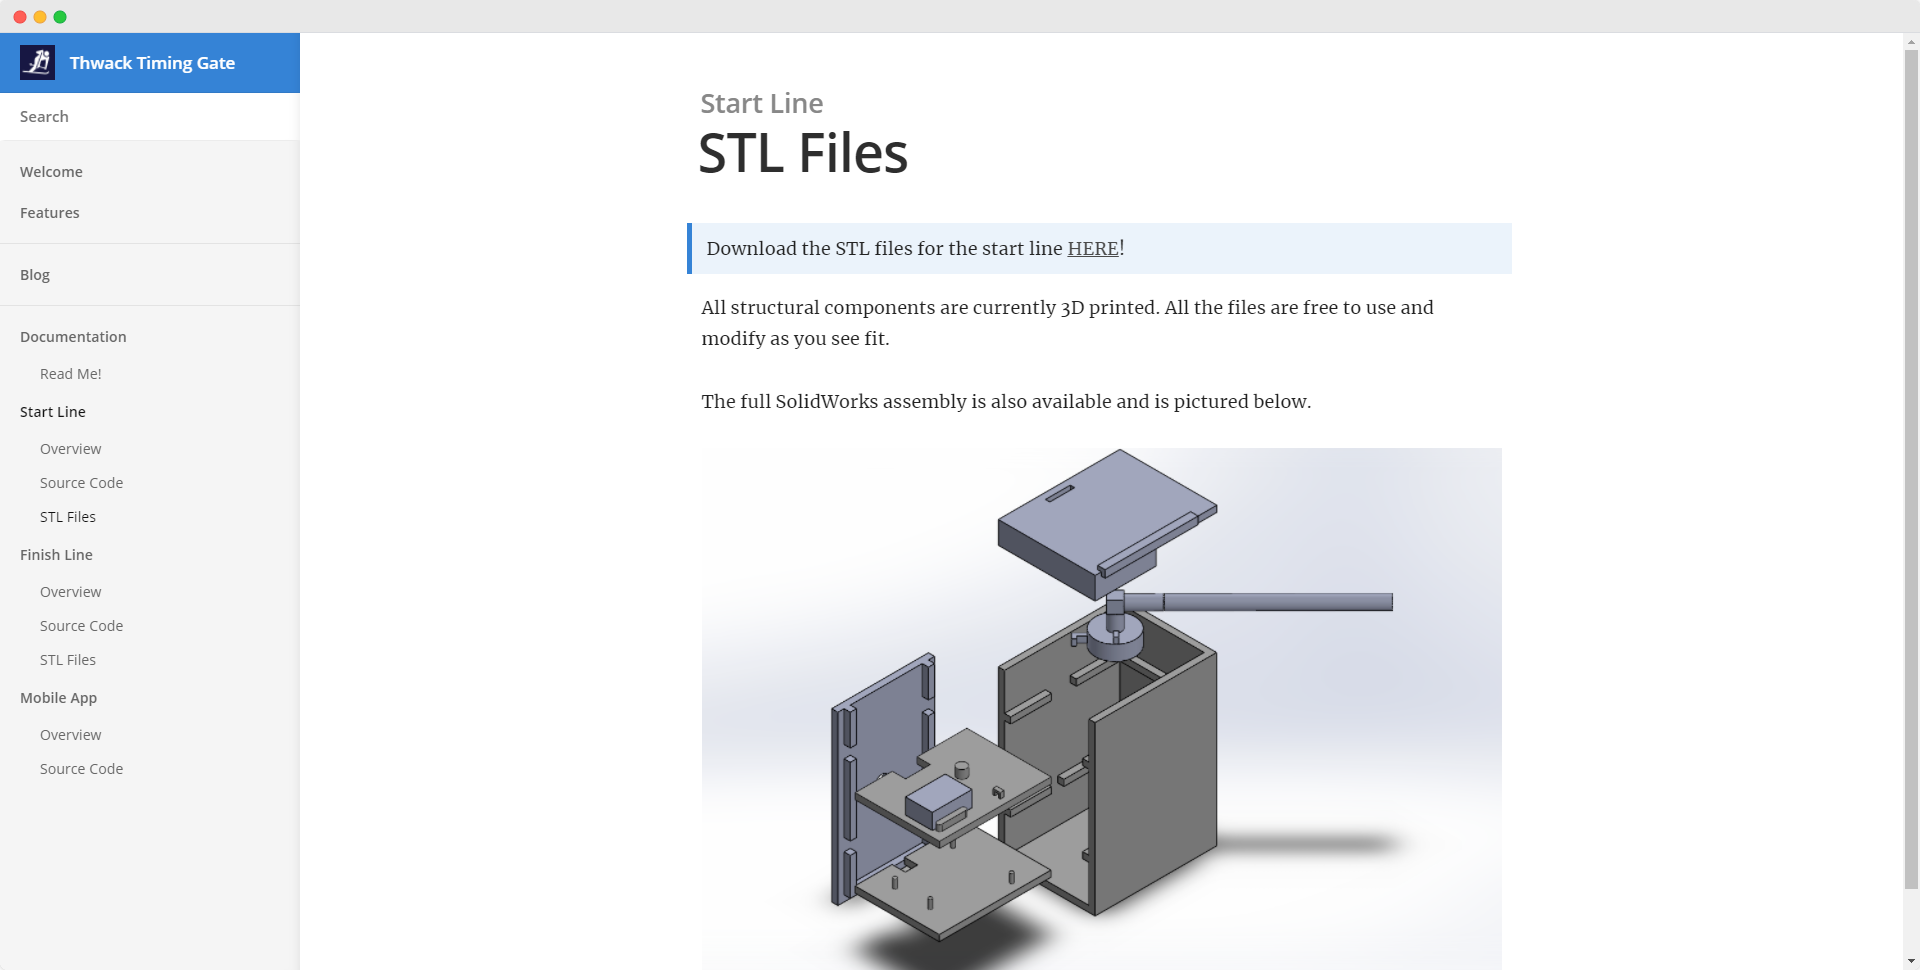 Thwack Timing Gate
Search
Welcome
Features
Blog
Documentation
Read Me!
Start Line
Overview
Source Code
STL Files
Finish Line
Overview
Source Code
STL Files
Mobile App
Overview
Source Code
Start Line
STL Files
Download the STL files for the start line HERE!
All structural components are currently 3D printed. All the files are free to use and
modify as you see fit.
The full SolidWorks assembly is also available and is pictured below.